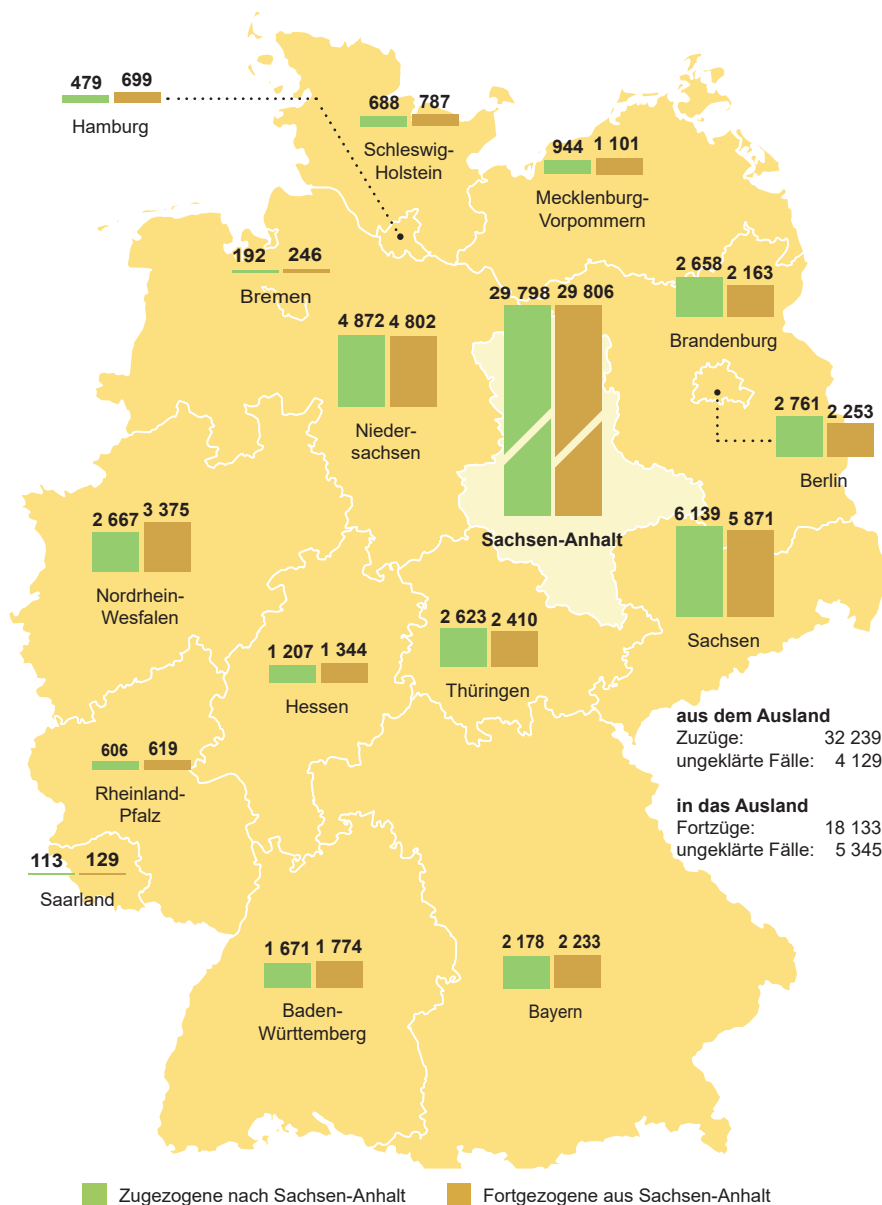 479 699
Hamburg
688 787
Schleswig-
Holstein
944 1 101
Mecklenburg-
Vorpommern
192 246
Bremen
4 872 4 802
Nieder-
sachsen
29 798 29 806
Sachsen-Anhalt
2 658 2 163
Brandenburg
2 761 2 253
Berlin
2 667 3 375
Nordrhein-
Westfalen
6 139 5 871
Sachsen
1 207 1 344
Hessen
2 623 2 410
Thüringen
606 619
Rheinland-
Pfalz
113 129
Saarland
aus dem Ausland
Zuzüge: 32 239
ungeklärte Fälle: 4 129
in das Ausland
Fortzüge: 18 133
ungeklärte Fälle: 5 345
1 671 1 774
Baden-
Württemberg
2 178 2 233
Bayern
Zugezogene nach Sachsen-Anhalt Fortgezogene aus Sachsen-Anhalt